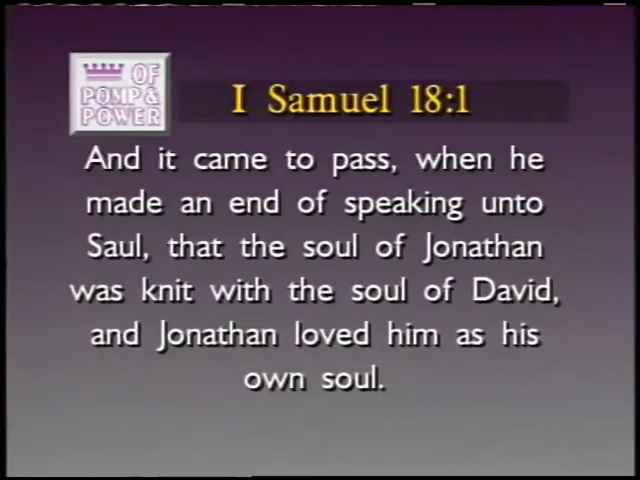 OF
POMP &
POWER
I Samuel 18:1
And it came to pass, when he
made an end of speaking unto
Saul, that the soul of Jonathan
was knit with the soul of David,
and Jonathan loved him as his
own soul.